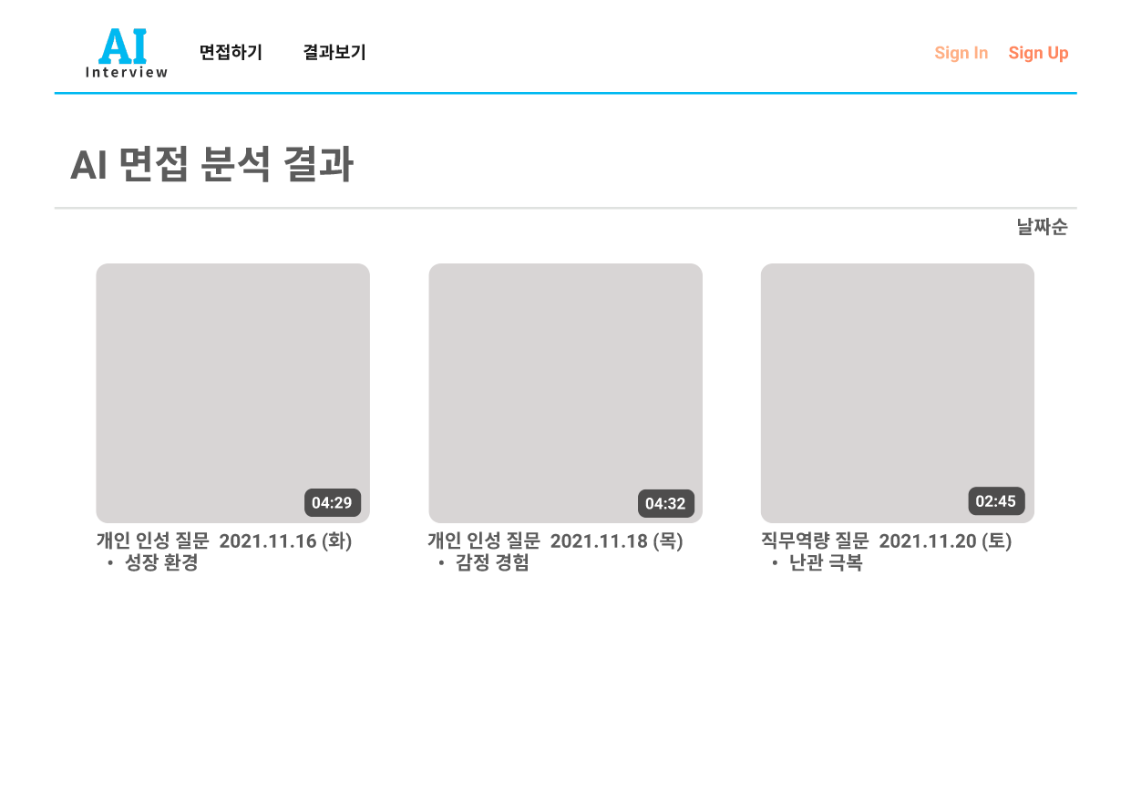 AI
Interview
면접하기 결과보기 Sign In Sign Up
AI 면접 분석 결과
날짜순
04:29 04:32 02:45
개인 인성 질문 2021.11.16 (화)
• 성장 환경
개인 인성 질문 2021.11.18 (목)
• 감정 경험
직무역량 질문 2021.11.20 (토)
• 난관 극복